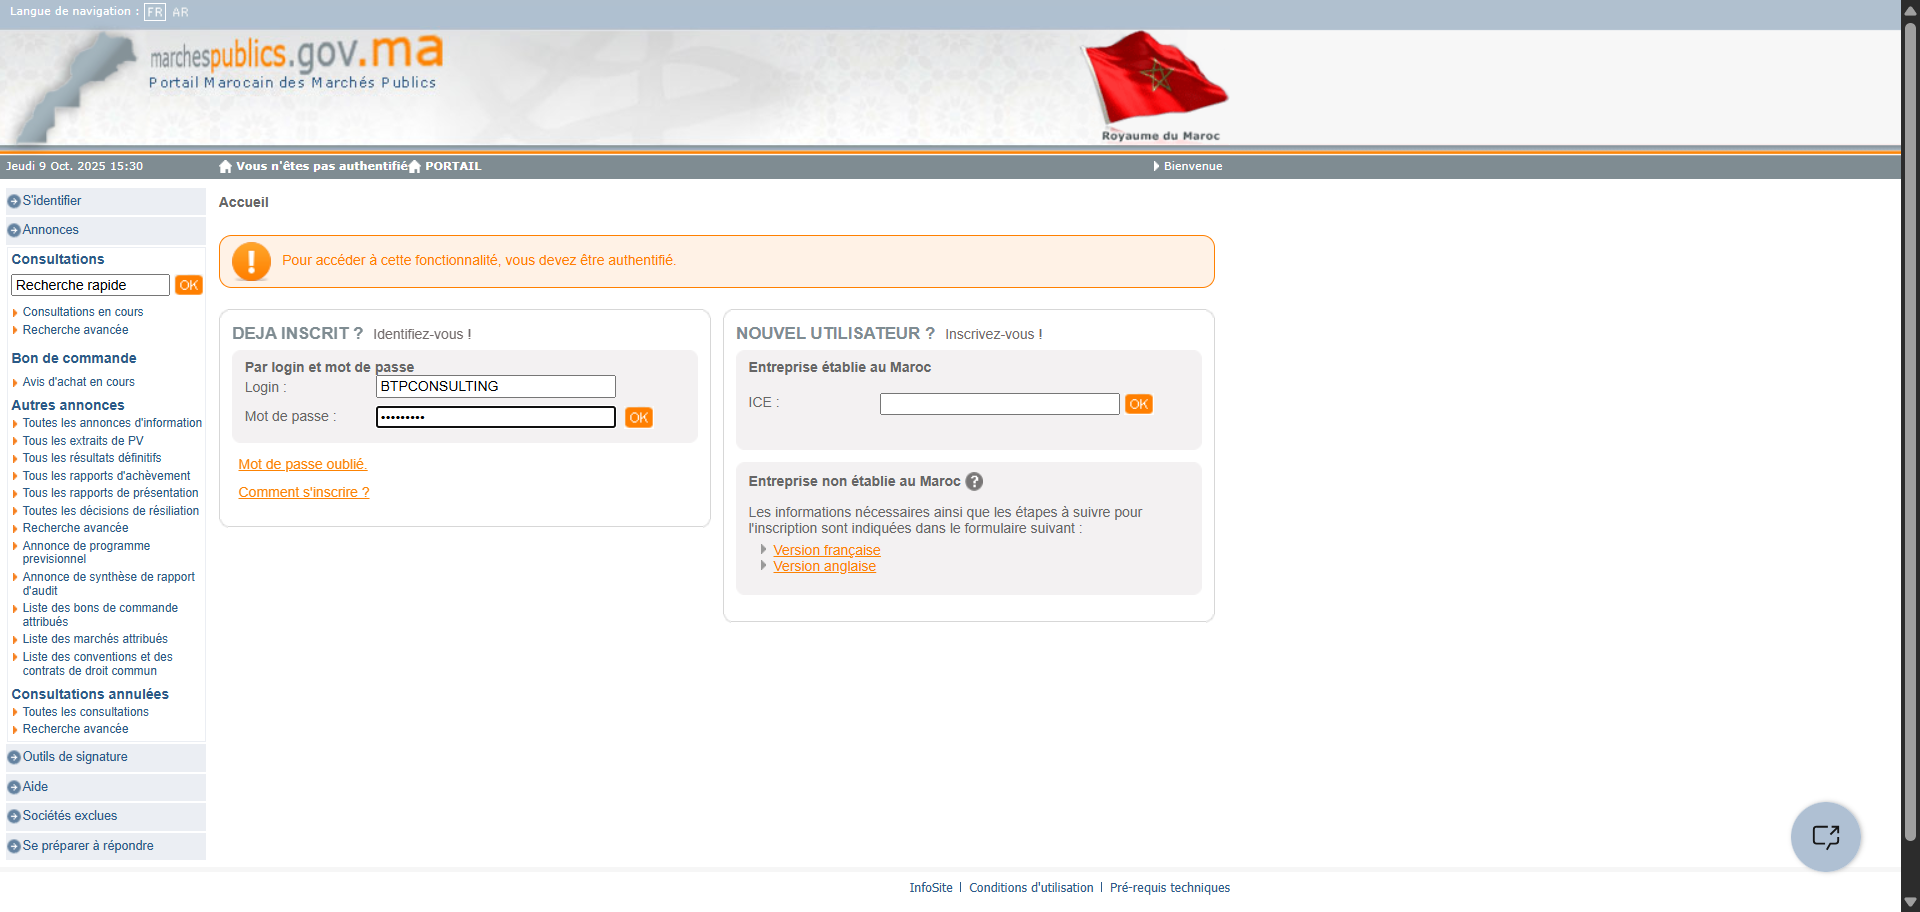 Langue de navigation : FR AR
marchespublics.gov.ma
Portail Marocain des Marchés Publics
Royaume du Maroc
Jeudi 9 Oct. 2025 15:30
Vous n'êtes pas authentifié PORTAIL
Bienvenue
S'identifier
Annonces
Consultations
Recherche rapide OK
Consultations en cours
Recherche avancée
Bon de commande
Avis d'achat en cours
Autres annonces
Toutes les annonces d'information
Tous les extraits de PV
Tous les résultats définitifs
Tous les rapports d'achèvement
Tous les rapports de présentation
Toutes les décisions de résiliation
Recherche avancée
Annonce de programme
previsionnel
Annonce de synthèse de rapport
d'audit
Liste des bons de commande
attribués
Liste des marchés attribués
Liste des conventions et des
contrats de droit commun
Consultations annulées
Toutes les consultations
Recherche avancée
Outils de signature
Aide
Sociétés exclues
Se préparer à répondre
Accueil
Pour accéder à cette fonctionnalité, vous devez être authentifié.
DEJA INSCRIT ? Identifiez-vous !
Par login et mot de passe
Login : BTPCONSULTING
Mot de passe : ••••••••• OK
Mot de passe oublié.
Comment s'inscrire ?
NOUVEL UTILISATEUR ? Inscrivez-vous !
Entreprise établie au Maroc
ICE : OK
Entreprise non établie au Maroc ?
Les informations nécessaires ainsi que les étapes à suivre pour
l'inscription sont indiquées dans le formulaire suivant :
Version française
Version anglaise
InfoSite | Conditions d'utilisation | Pré-requis techniques